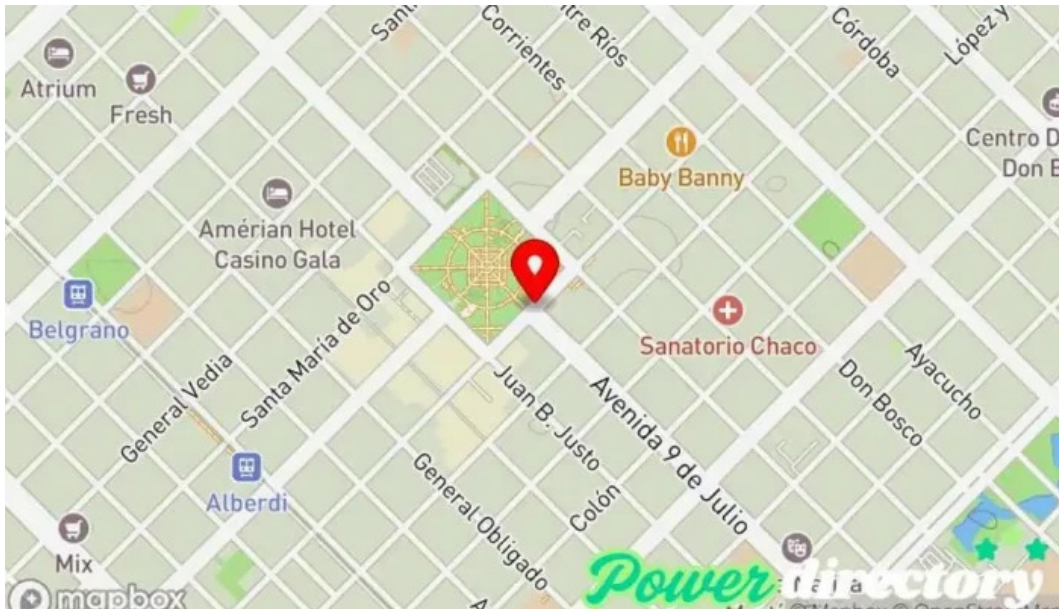 Corrientes
Córdoba
López y
Atrium
Fresh
Centro D
Baby Banny
Amérian Hotel
Casino Gala
Belgrano
Santa María de Oro
Sanatorio Chaco
Ayacucho
Don Bosco
General Vedia
Juan B. Justo
Avenida 9 de Julio
Alberdi
General Obligado
Colón
Mix
mapbox
Power directory